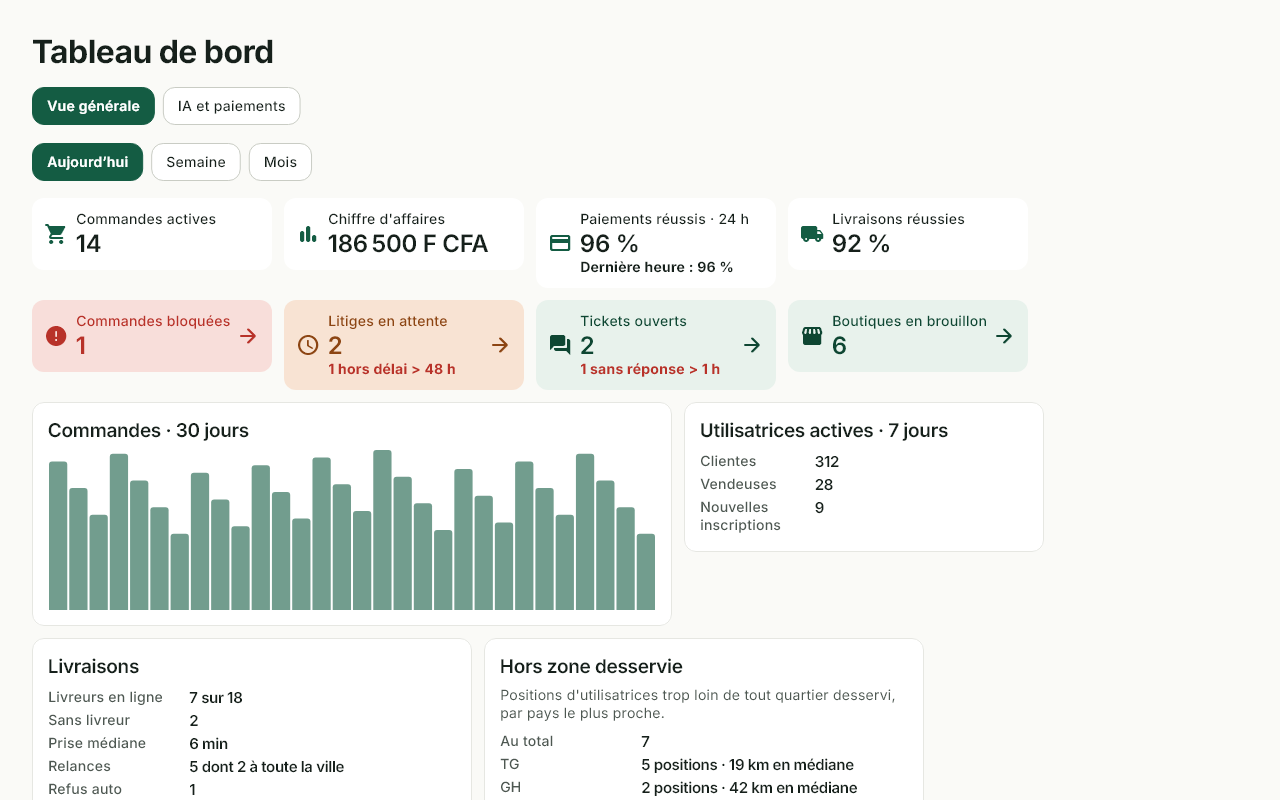 Tableau de bord
Vue générale
IA et paiements
Aujourd'hui
Semaine
Mois
Commandes actives
14
Chiffre d'affaires
186 500 F CFA
Paiements réussis · 24 h
96 %
Dernière heure : 96 %
Livraisons réussies
92 %
Commandes bloquées
1
Litiges en attente
2
1 hors délai > 48 h
Tickets ouverts
2
1 sans réponse > 1 h
Boutiques en brouillon
6
Commandes · 30 jours
Utilisatrices actives · 7 jours
Clientes 312
Vendeuses 28
Nouvelles 9
inscriptions
Livraisons
Livreurs en ligne 7 sur 18
Sans livreur 2
Prise médiane 6 min
Relances 5 dont 2 à toute la ville
Refus auto 1
Hors zone desservie
Positions d'utilisatrices trop loin de tout quartier desservi,
par pays le plus proche.
Au total 7
TG 5 positions · 19 km en médiane
GH 2 positions · 42 km en médiane